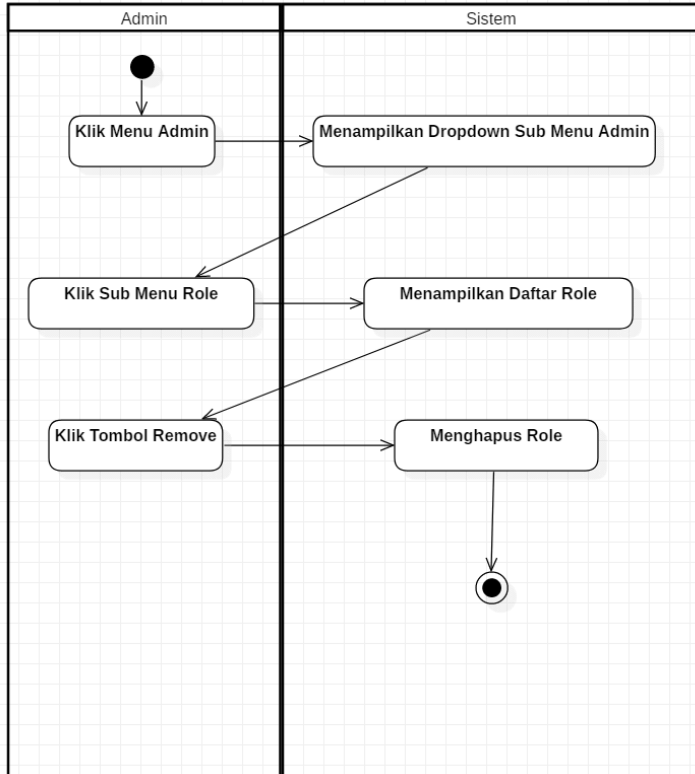 Admin
Sistem
Klik Menu Admin
Menampilkan Dropdown Sub Menu Admin
Klik Sub Menu Role
Menampilkan Daftar Role
Klik Tombol Remove
Menghapus Role